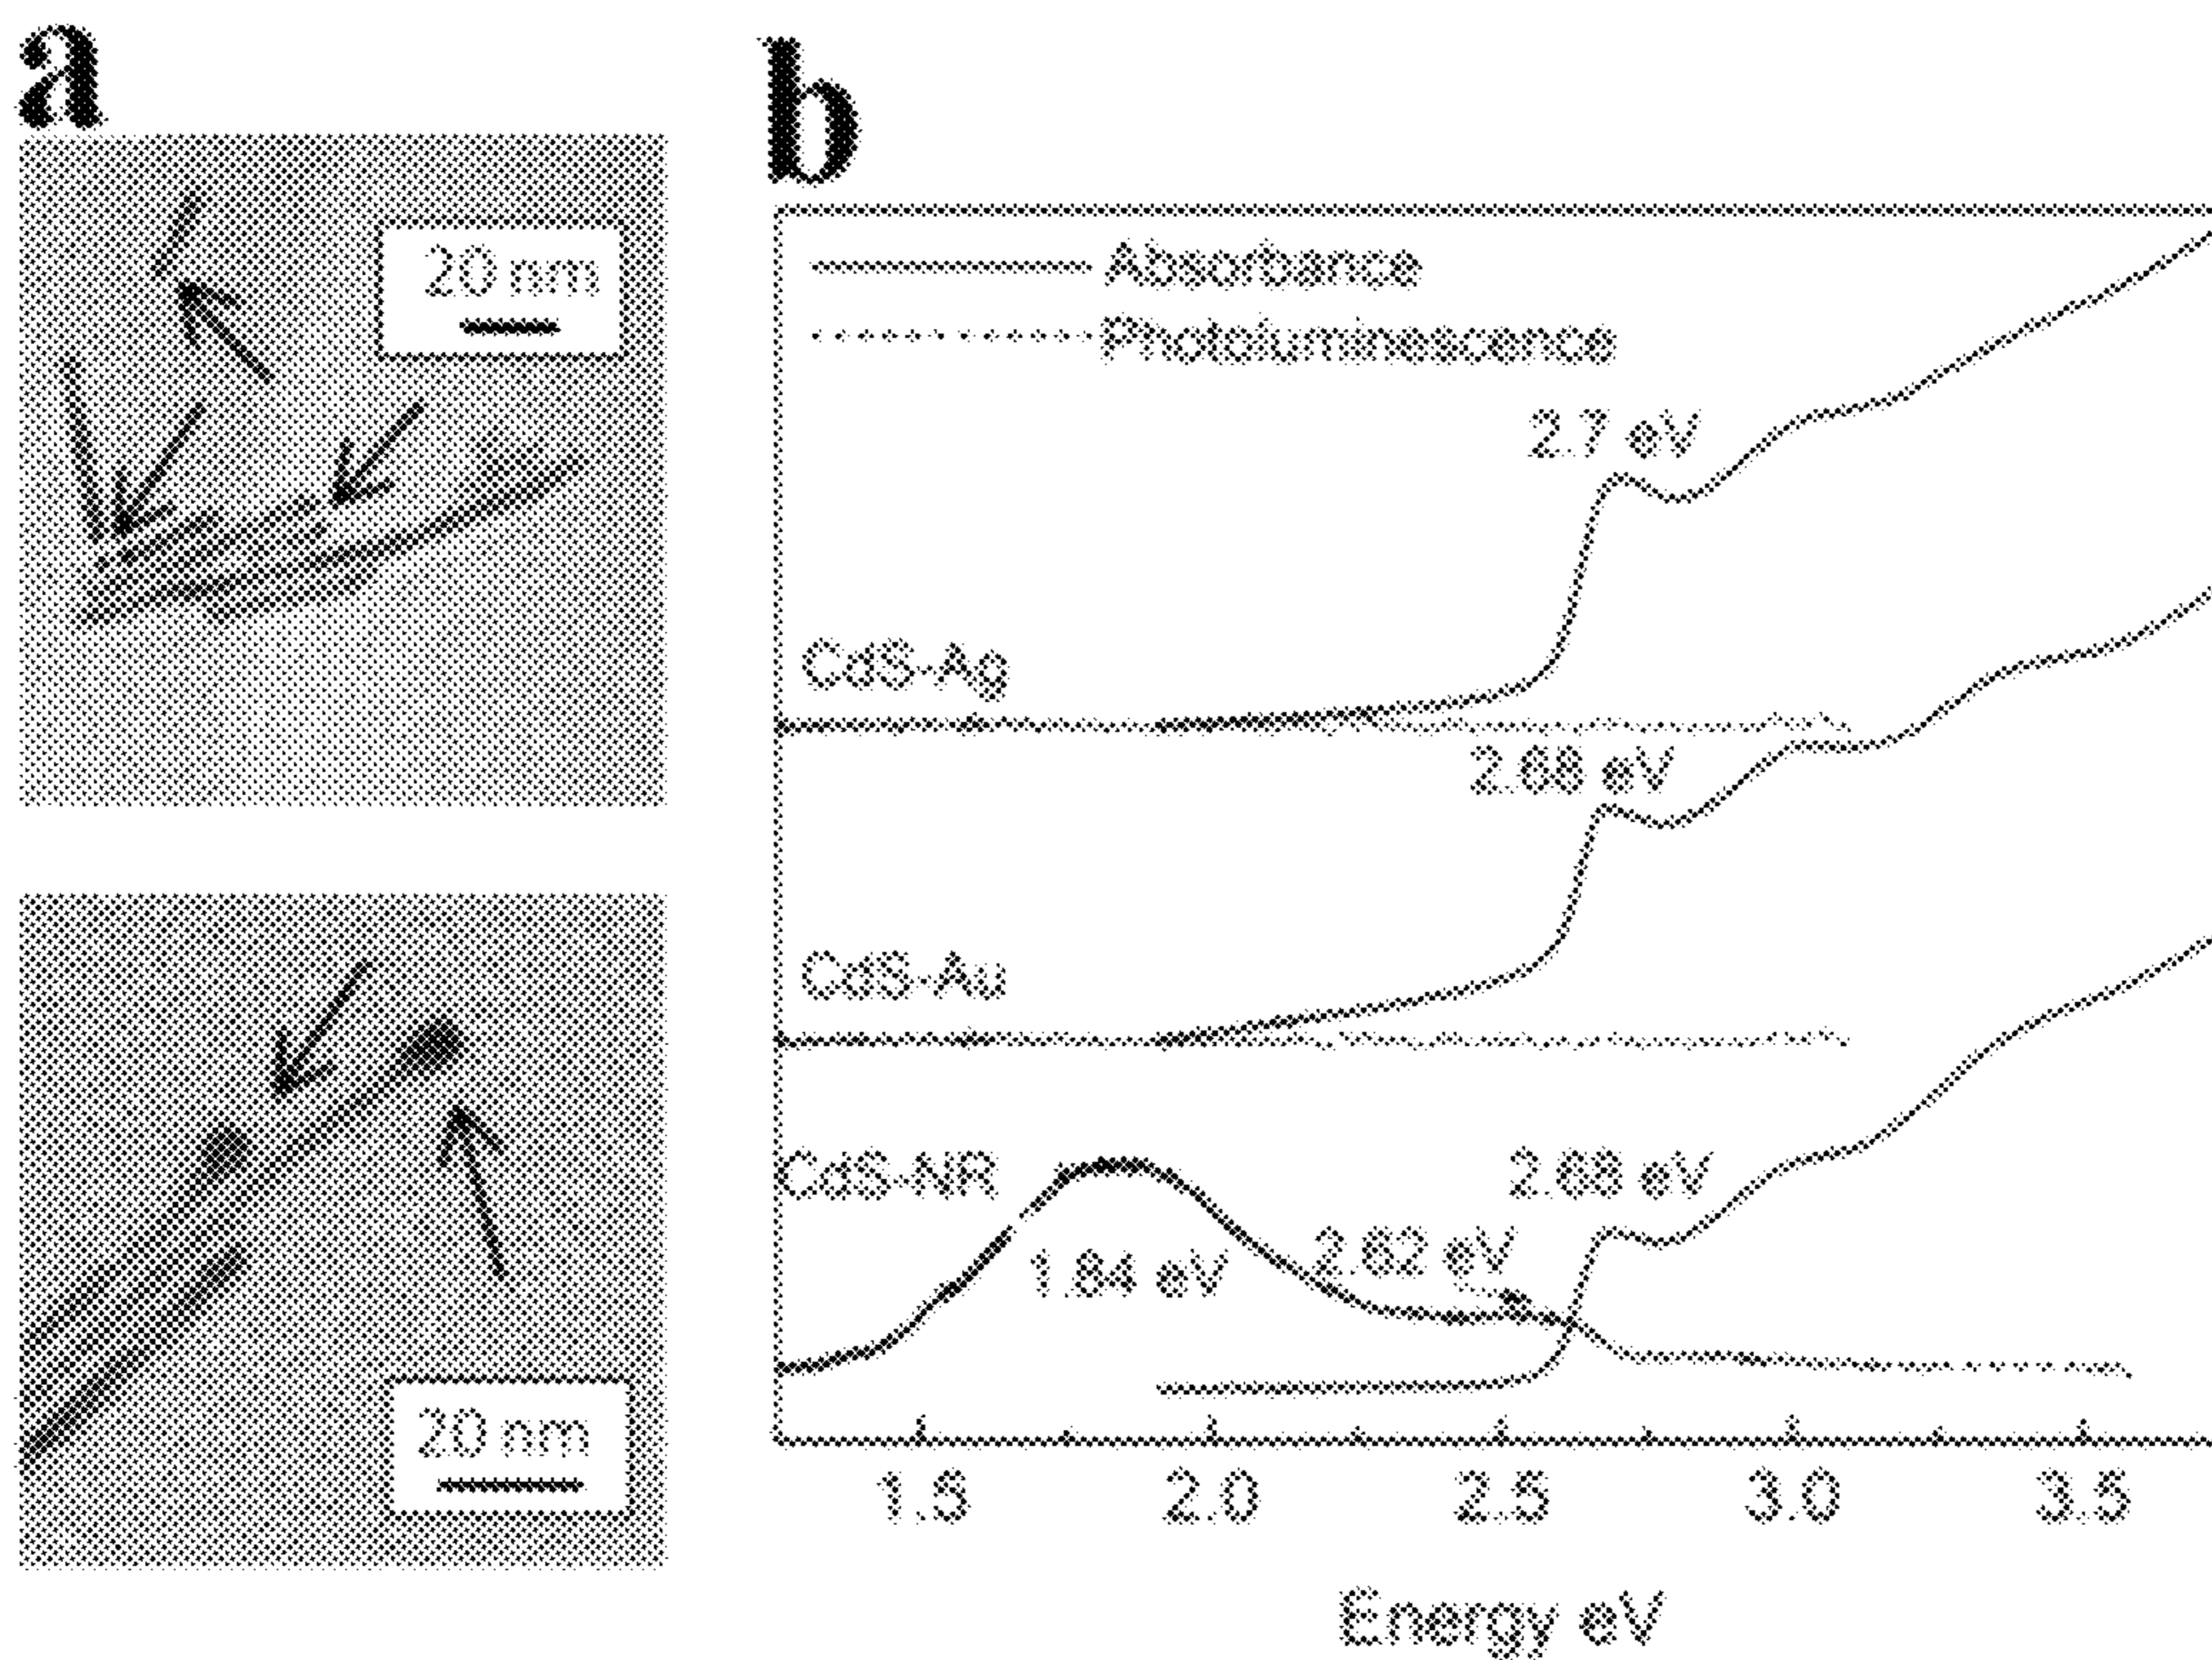 a
20 nm
20 nm
b
Absorbance
Photoluminescence
2.7 eV
CdS-Ag
2.68 eV
CdS-Au
CdS-NR
2.68 eV
2.62 eV
1.84 eV
1.5 2.0 2.5 3.0 3.5
Energy eV